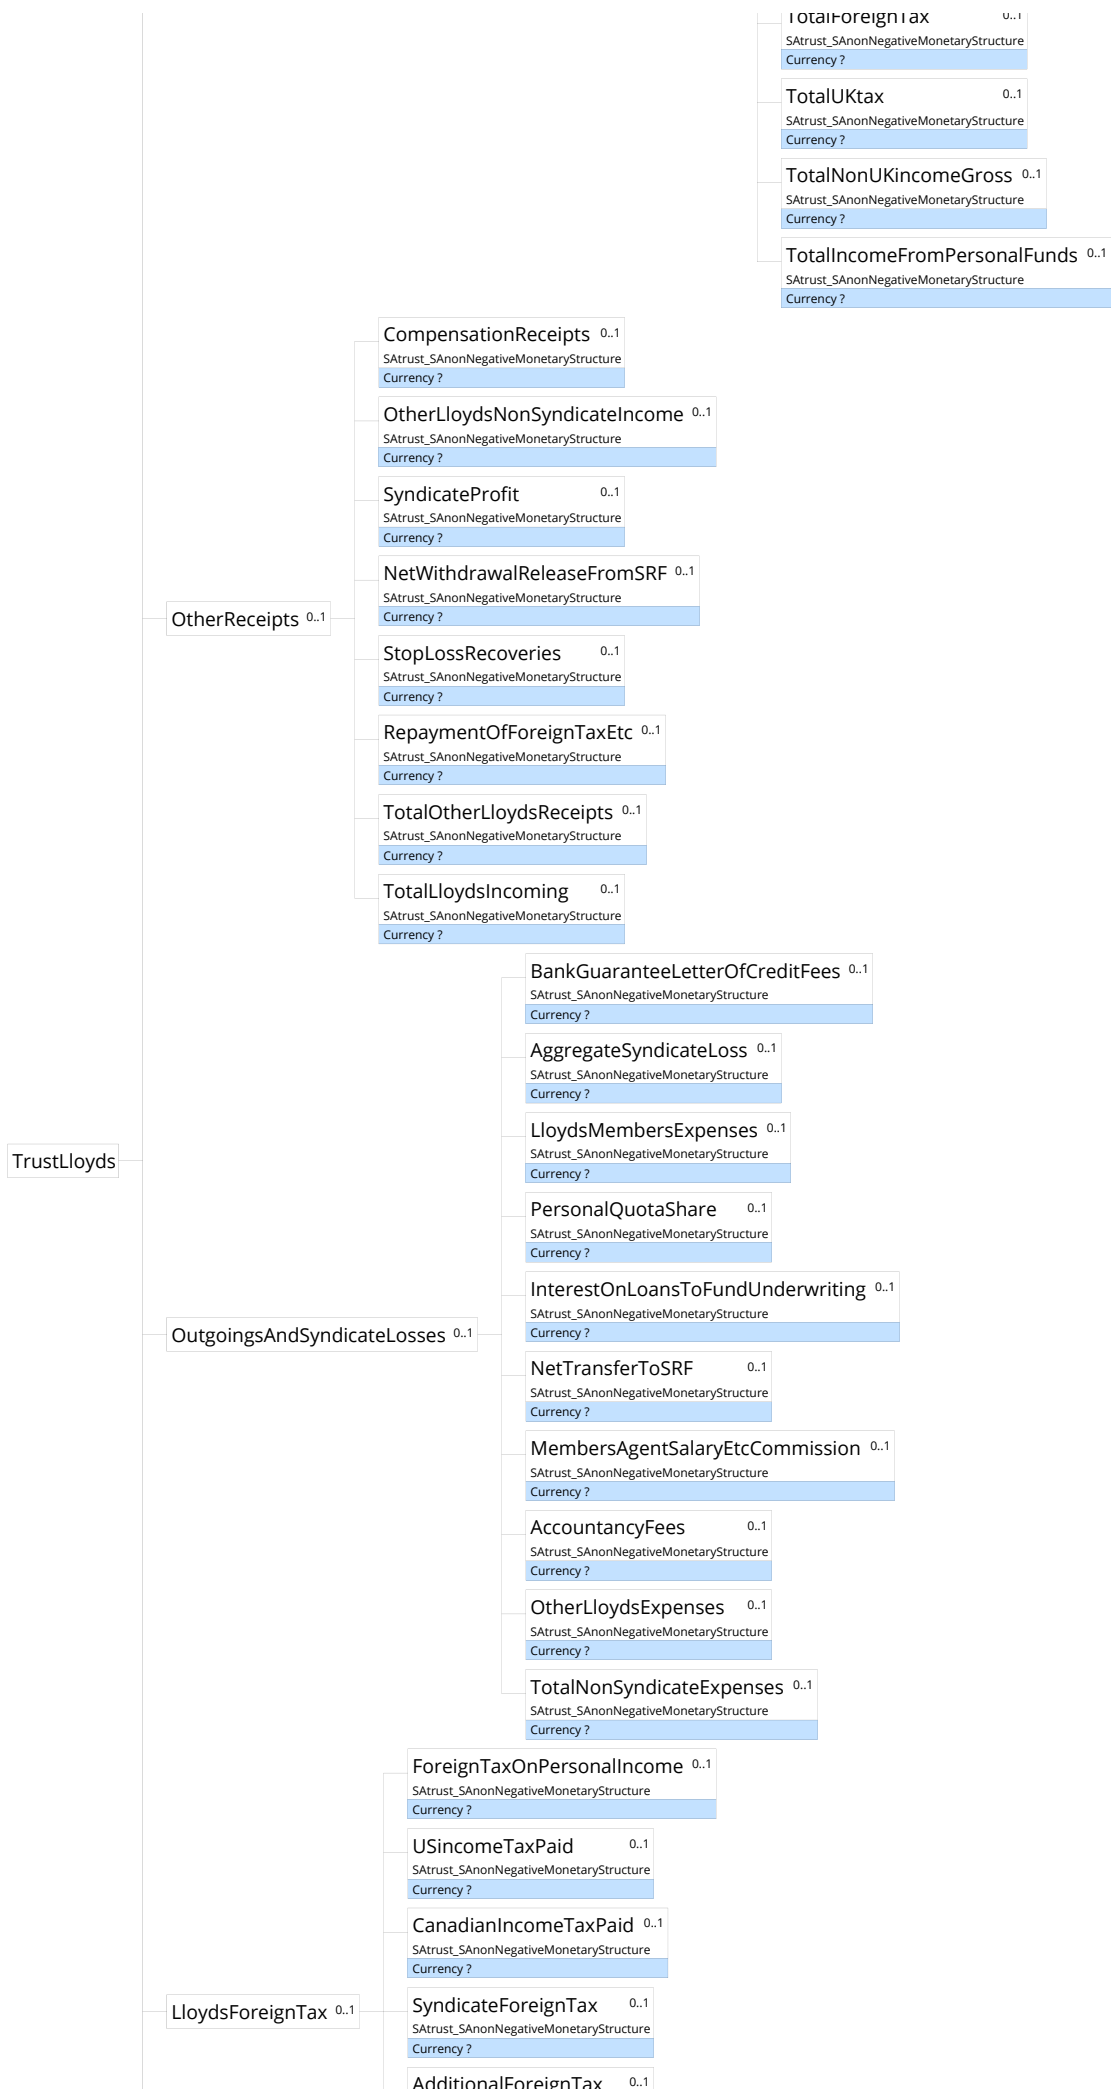 TotalForeignTax 0..1
SAtrust_SAnonNegativeMonetaryStructure
Currency ?
TotalUKtax 0..1
SAtrust_SAnonNegativeMonetaryStructure
Currency ?
TotalNonUKincomeGross 0..1
SAtrust_SAnonNegativeMonetaryStructure
Currency ?
TotalIncomeFromPersonalFunds 0..1
SAtrust_SAnonNegativeMonetaryStructure
Currency ?
CompensationReceipts 0..1
SAtrust_SAnonNegativeMonetaryStructure
Currency ?
OtherLloydsNonSyndicateIncome 0..1
SAtrust_SAnonNegativeMonetaryStructure
Currency ?
SyndicateProfit 0..1
SAtrust_SAnonNegativeMonetaryStructure
Currency ?
NetWithdrawalReleaseFromSRF 0..1
SAtrust_SAnonNegativeMonetaryStructure
Currency ?
OtherReceipts 0..1
StopLossRecoveries 0..1
SAtrust_SAnonNegativeMonetaryStructure
Currency ?
RepaymentOfForeignTaxEtc 0..1
SAtrust_SAnonNegativeMonetaryStructure
Currency ?
TotalOtherLloydsReceipts 0..1
SAtrust_SAnonNegativeMonetaryStructure
Currency ?
TotalLloydsIncoming 0..1
SAtrust_SAnonNegativeMonetaryStructure
Currency ?
BankGuaranteeLetterOfCreditFees 0..1
SAtrust_SAnonNegativeMonetaryStructure
Currency ?
AggregateSyndicateLoss 0..1
SAtrust_SAnonNegativeMonetaryStructure
Currency ?
LloydsMembersExpenses 0..1
SAtrust_SAnonNegativeMonetaryStructure
Currency ?
TrustLloyds
PersonalQuotaShare 0..1
SAtrust_SAnonNegativeMonetaryStructure
Currency ?
InterestOnLoansToFundUnderwriting 0..1
SAtrust_SAnonNegativeMonetaryStructure
Currency ?
OutgoingsAndSyndicateLosses 0..1
NetTransferToSRF 0..1
SAtrust_SAnonNegativeMonetaryStructure
Currency ?
MembersAgentSalaryEtcCommission 0..1
SAtrust_SAnonNegativeMonetaryStructure
Currency ?
AccountancyFees 0..1
SAtrust_SAnonNegativeMonetaryStructure
Currency ?
OtherLloydsExpenses 0..1
SAtrust_SAnonNegativeMonetaryStructure
Currency ?
TotalNonSyndicateExpenses 0..1
SAtrust_SAnonNegativeMonetaryStructure
Currency ?
ForeignTaxOnPersonalIncome 0..1
SAtrust_SAnonNegativeMonetaryStructure
Currency ?
USincomeTaxPaid 0..1
SAtrust_SAnonNegativeMonetaryStructure
Currency ?
CanadianIncomeTaxPaid 0..1
SAtrust_SAnonNegativeMonetaryStructure
Currency ?
LloydsForeignTax 0..1
SyndicateForeignTax 0..1
SAtrust_SAnonNegativeMonetaryStructure
Currency ?
AdditionalForeignTax 0..1